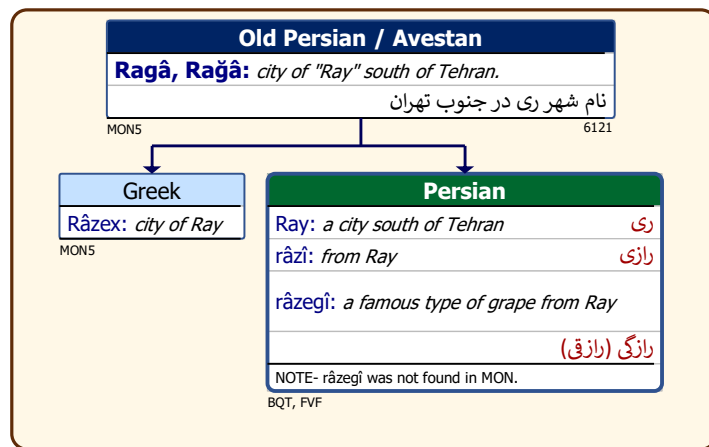 Old Persian / Avestan
Ragâ, Rağâ: city of "Ray" south of Tehran.
نام شهر ری در جنوب تهران
MON5 6121
Greek
Râzex: city of Ray
MON5
Persian
Ray: a city south of Tehran ری
râzî: from Ray رازی
râzegî: a famous type of grape from Ray
رازگی (رازقی)
NOTE- râzegî was not found in MON.
BQT, FVF